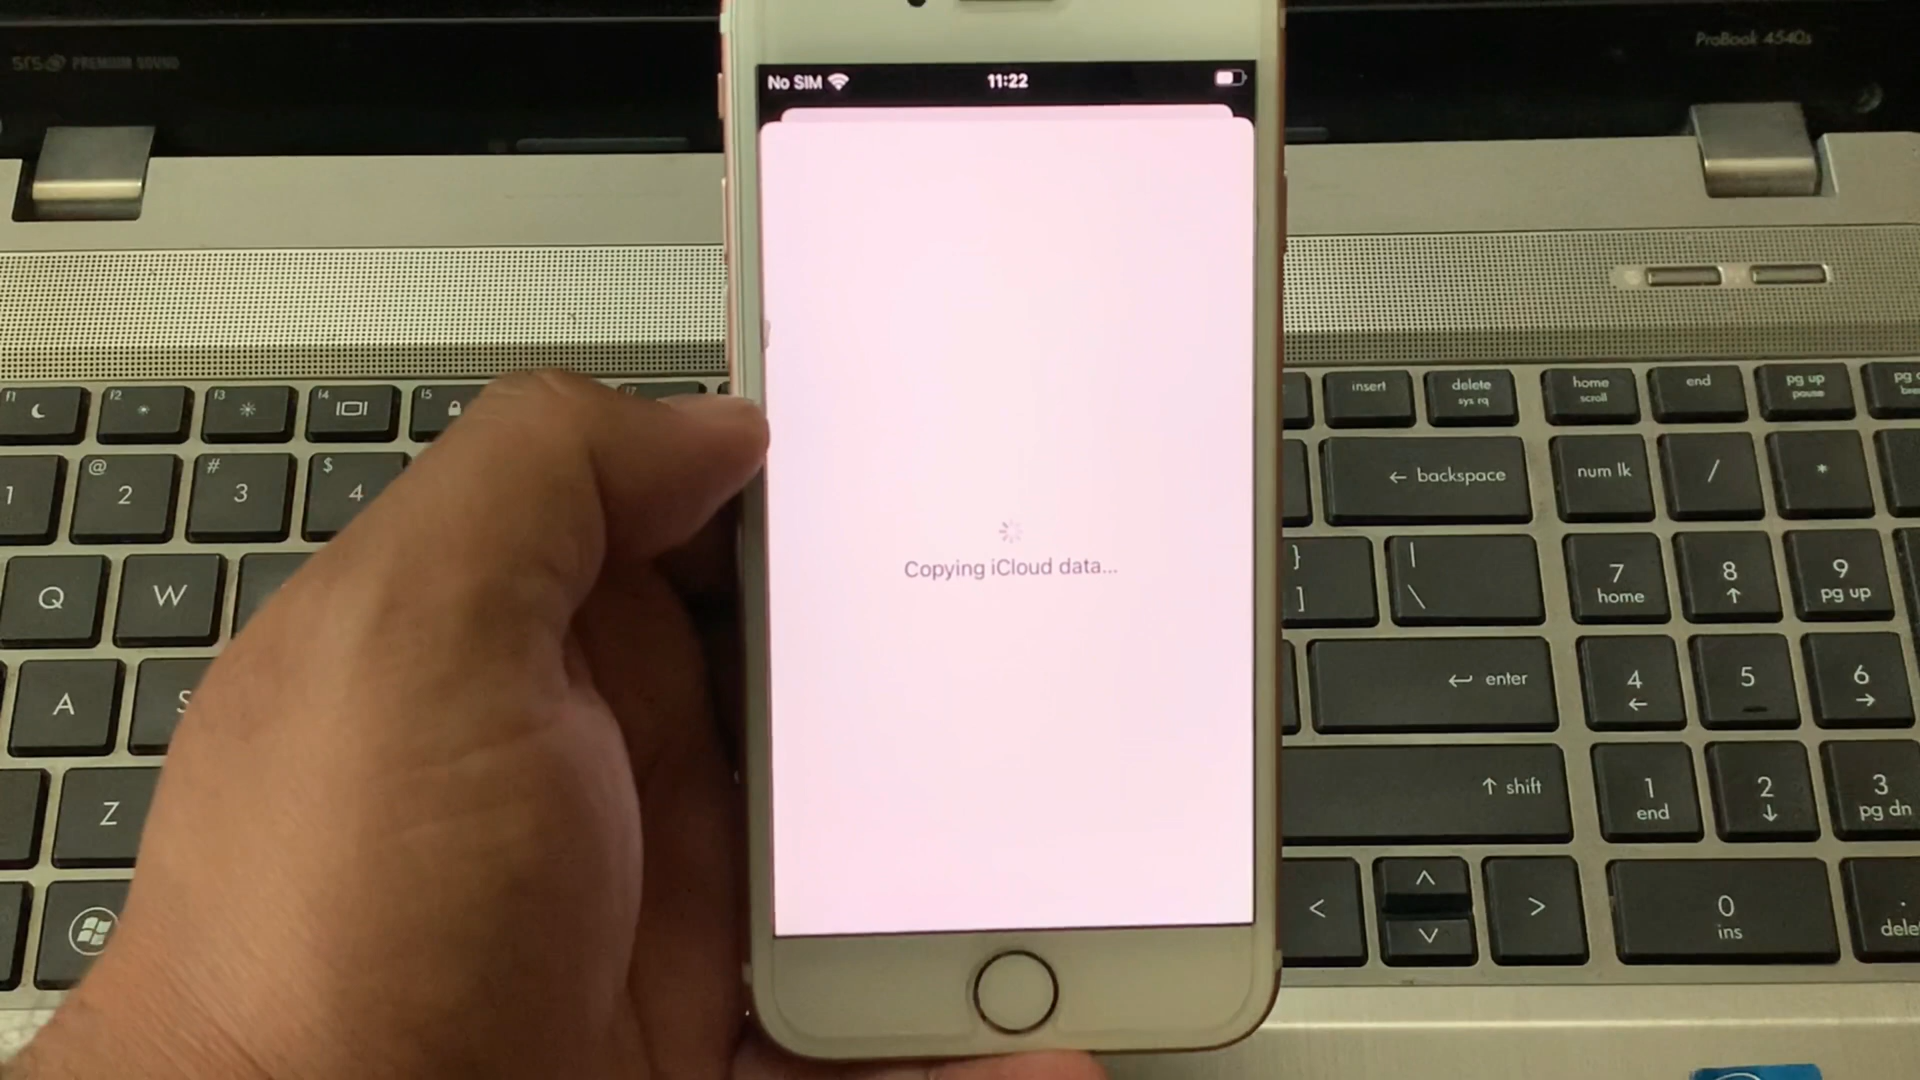 SRS PREMIUM SOUND
ProBook 4540s
No SIM
11:22
Copying iCloud data...
f1
f2
f3
f4
f5
f7
insert
delete
sys rq
home
scroll
end
pg up
pause
1
@
2
#
3
$
4
← backspace
num lk
/
*
Q
W
}
]
|
\
7
home
8
↑
9
pg up
A
S
↵ enter
4
←
5
6
→
Z
↑ shift
1
end
2
↓
3
pg dn
<
>
0
ins
.